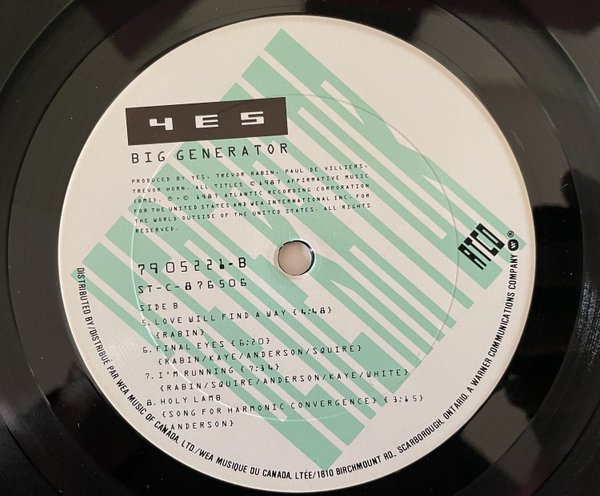 YES
BIG GENERATOR
PRODUCED BY YES. TREVOR RABIN. PAUL DE VILLIERS.
TREVOR HORN. ALL TITLES © 1987 AFFIRMATIVE MUSIC
(BMI). ℗.© 1987 ATLANTIC RECORDING CORPORATION
FOR THE UNITED STATES AND WEA INTERNATIONAL INC. FOR
THE WORLD OUTSIDE OF THE UNITED STATES. ALL RIGHTS
RESERVED.
ATCO
7905221-B
ST-C-876506
SIDE B
5. LOVE WILL FIND A WAY (4:48)
(RABIN)
6. FINAL EYES (6:20)
(RABIN/KAYE/ANDERSON/SQUIRE)
7. I'M RUNNING (7:34)
(RABIN/SQUIRE/ANDERSON/KAYE/WHITE)
8. HOLY LAMB
(SONG FOR HARMONIC CONVERGENCE) (3:15)
(ANDERSON)
DISTRIBUTED BY/DISTRIBUÉ PAR WEA MUSIC OF CANADA, LTD./WEA MUSIQUE DU CANADA, LTÉE/1810 BIRCHMOUNT RD., SCARBOROUGH, ONTARIO. A WARNER COMMUNICATIONS COMPANY W ®